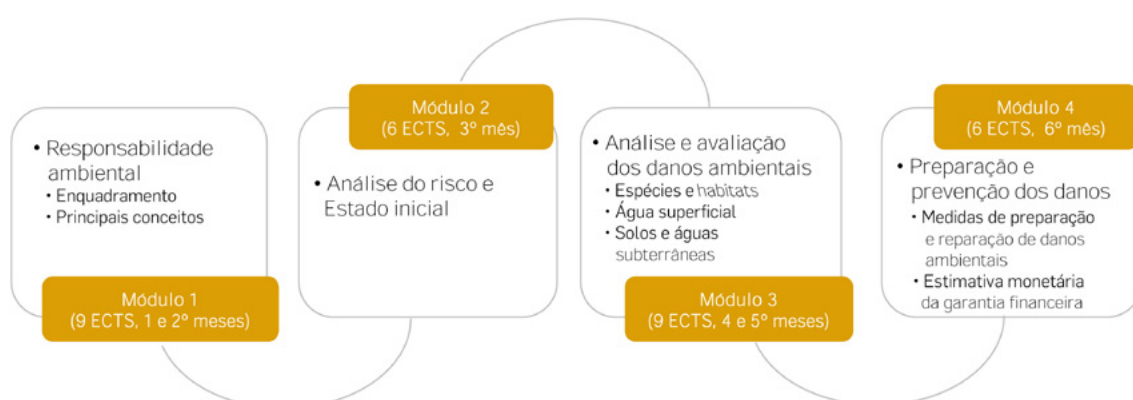 • Responsabilidade
ambiental
• Enquadramento
• Principais conceitos
Módulo 1
(9 ECTS, 1 e 2º meses)
Módulo 2
(6 ECTS, 3º mês)
• Análise do risco e
Estado inicial
• Análise e avaliação
dos danos ambientais
• Espécies e habitats
• Água superficial
• Solos e águas
subterrâneas
Módulo 3
(9 ECTS, 4 e 5º meses)
Módulo 4
(6 ECTS, 6º mês)
• Preparação e
prevenção dos danos
• Medidas de preparação
e reparação de danos
ambientais
• Estimativa monetária
da garantia financeira